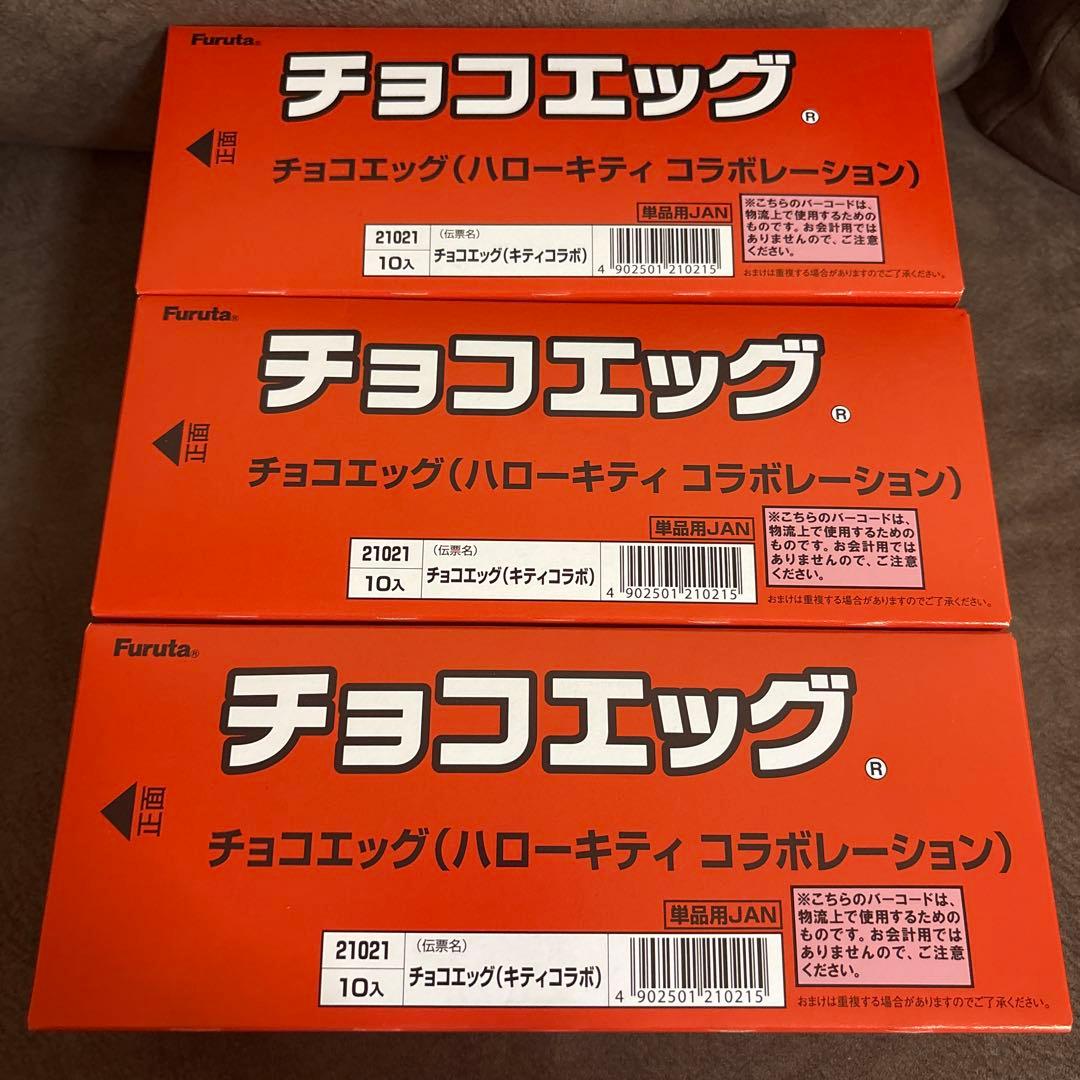 Furuta®
チョコエッグ®
正面
チョコエッグ(ハローキティ コラボレーション)
単品用JAN
※こちらのバーコードは、
物流上で使用するための
ものです。お会計用では
ありませんので、ご注意
ください。
21021
(伝票名)
10入
チョコエッグ(キティコラボ)
4 902501 210215
おまけは重複する場合がありますのでご了承ください。
Furuta®
チョコエッグ®
正面
チョコエッグ(ハローキティ コラボレーション)
単品用JAN
※こちらのバーコードは、
物流上で使用するための
ものです。お会計用では
ありませんので、ご注意
ください。
21021
(伝票名)
10入
チョコエッグ(キティコラボ)
4 902501 210215
おまけは重複する場合がありますのでご了承ください。
Furuta®
チョコエッグ®
正面
チョコエッグ(ハローキティ コラボレーション)
単品用JAN
※こちらのバーコードは、
物流上で使用するための
ものです。お会計用では
ありませんので、ご注意
ください。
21021
(伝票名)
10入
チョコエッグ(キティコラボ)
4 902501 210215
おまけは重複する場合がありますのでご了承ください。